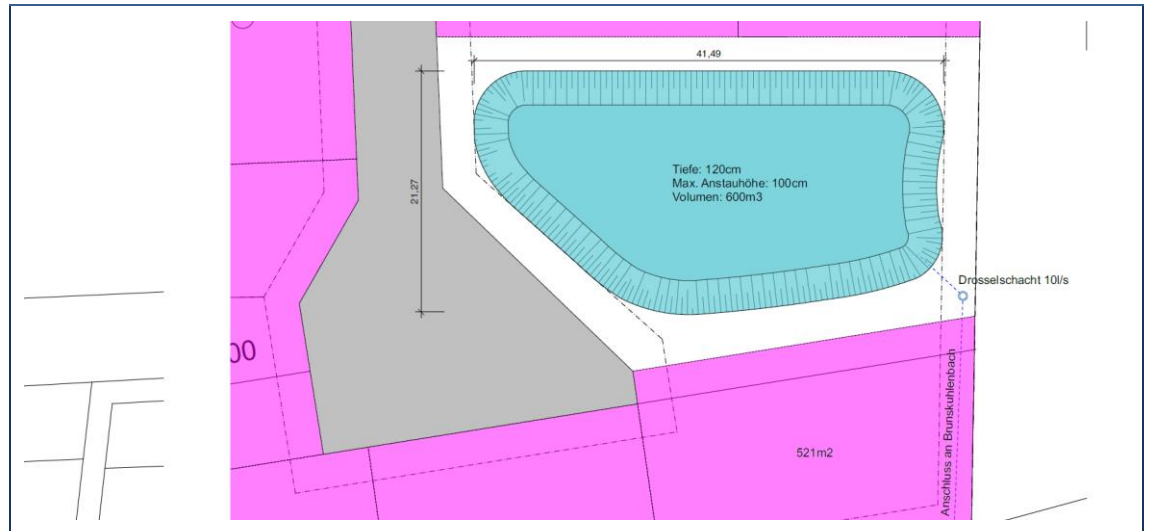 41,49
21,27
Tiefe: 120cm
Max. Anstauhöhe: 100cm
Volumen: 600m3
Drosselschacht 10l/s
00
Anschluss an Brunskuhlenbach
521m2